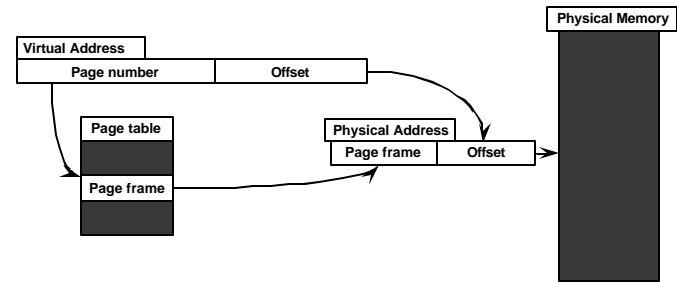 Physical Memory
Virtual Address
Page number Offset
Page table
Physical Address
Page frame Offset
Page frame